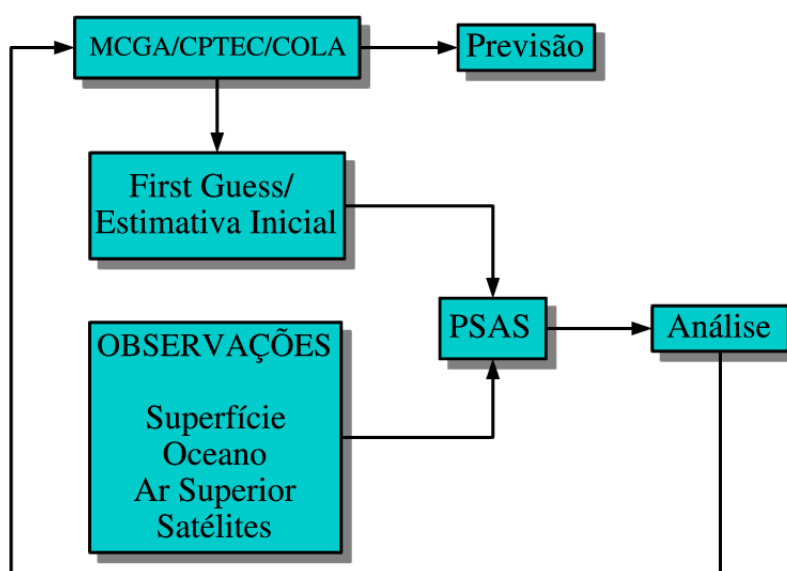 MCGA/CPTEC/COLA
Previsão
First Guess/
Estimativa Inicial
PSAS
Análise
OBSERVAÇÕES
Superfície
Oceano
Ar Superior
Satélites